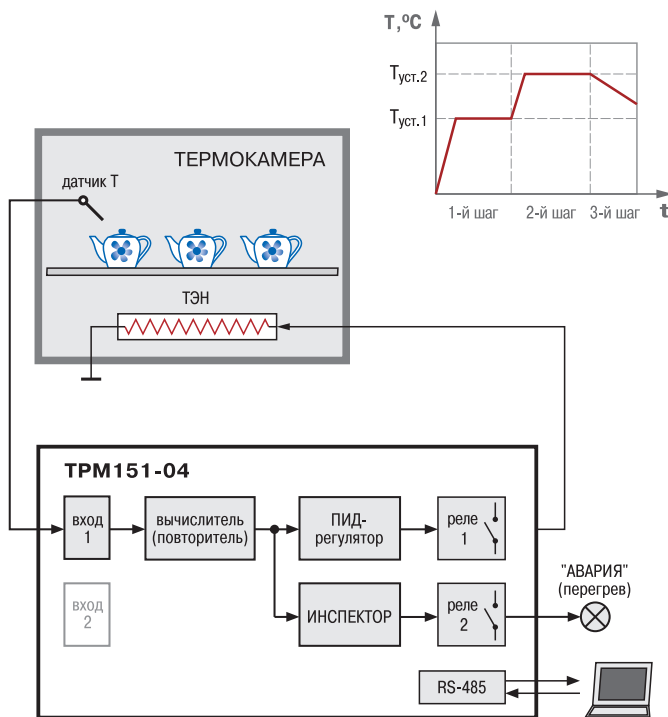 T,ºC
Tуст.2
Tуст.1
1-й шаг
2-й шаг
3-й шаг
t
ТЕРМОКАМЕРА
датчик Т
ТЭН
ТРМ151-04
вход
1
вычислитель
(повторитель)
ПИД-
регулятор
реле
1
"АВАРИЯ"
(перегрев)
вход
2
ИНСПЕКТОР
реле
2
RS-485